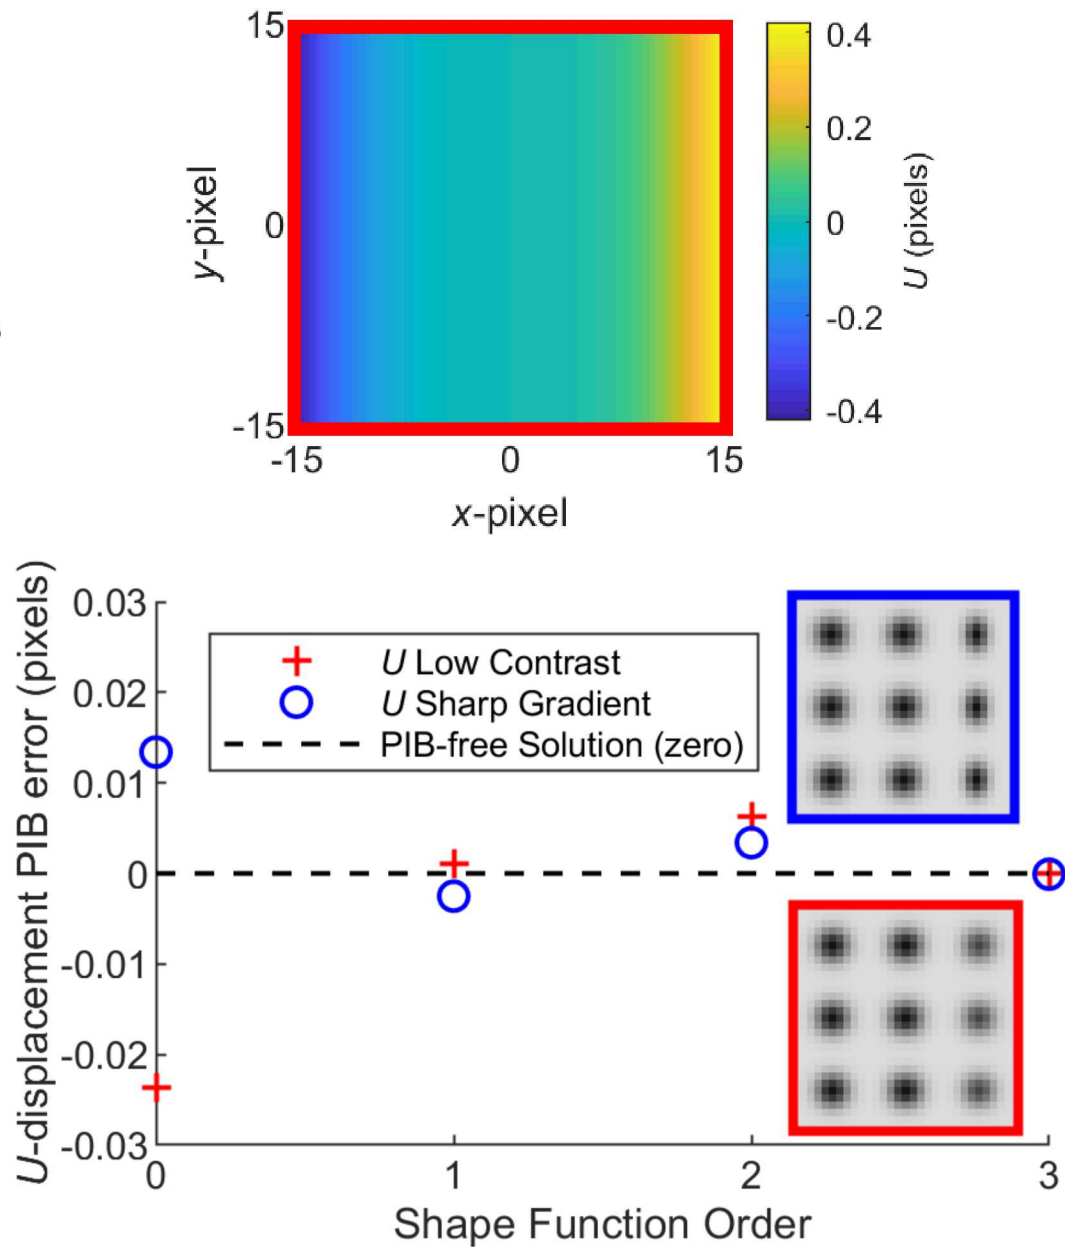 15
0
-15
y-pixel
-15 0 15
x-pixel
0.4
0.2
0
-0.2
-0.4
U (pixels)
U-displacement PIB error (pixels)
0.03
0.02
0.01
0
-0.01
-0.02
-0.03
U Low Contrast
U Sharp Gradient
PIB-free Solution (zero)
0 1 2 3
Shape Function Order